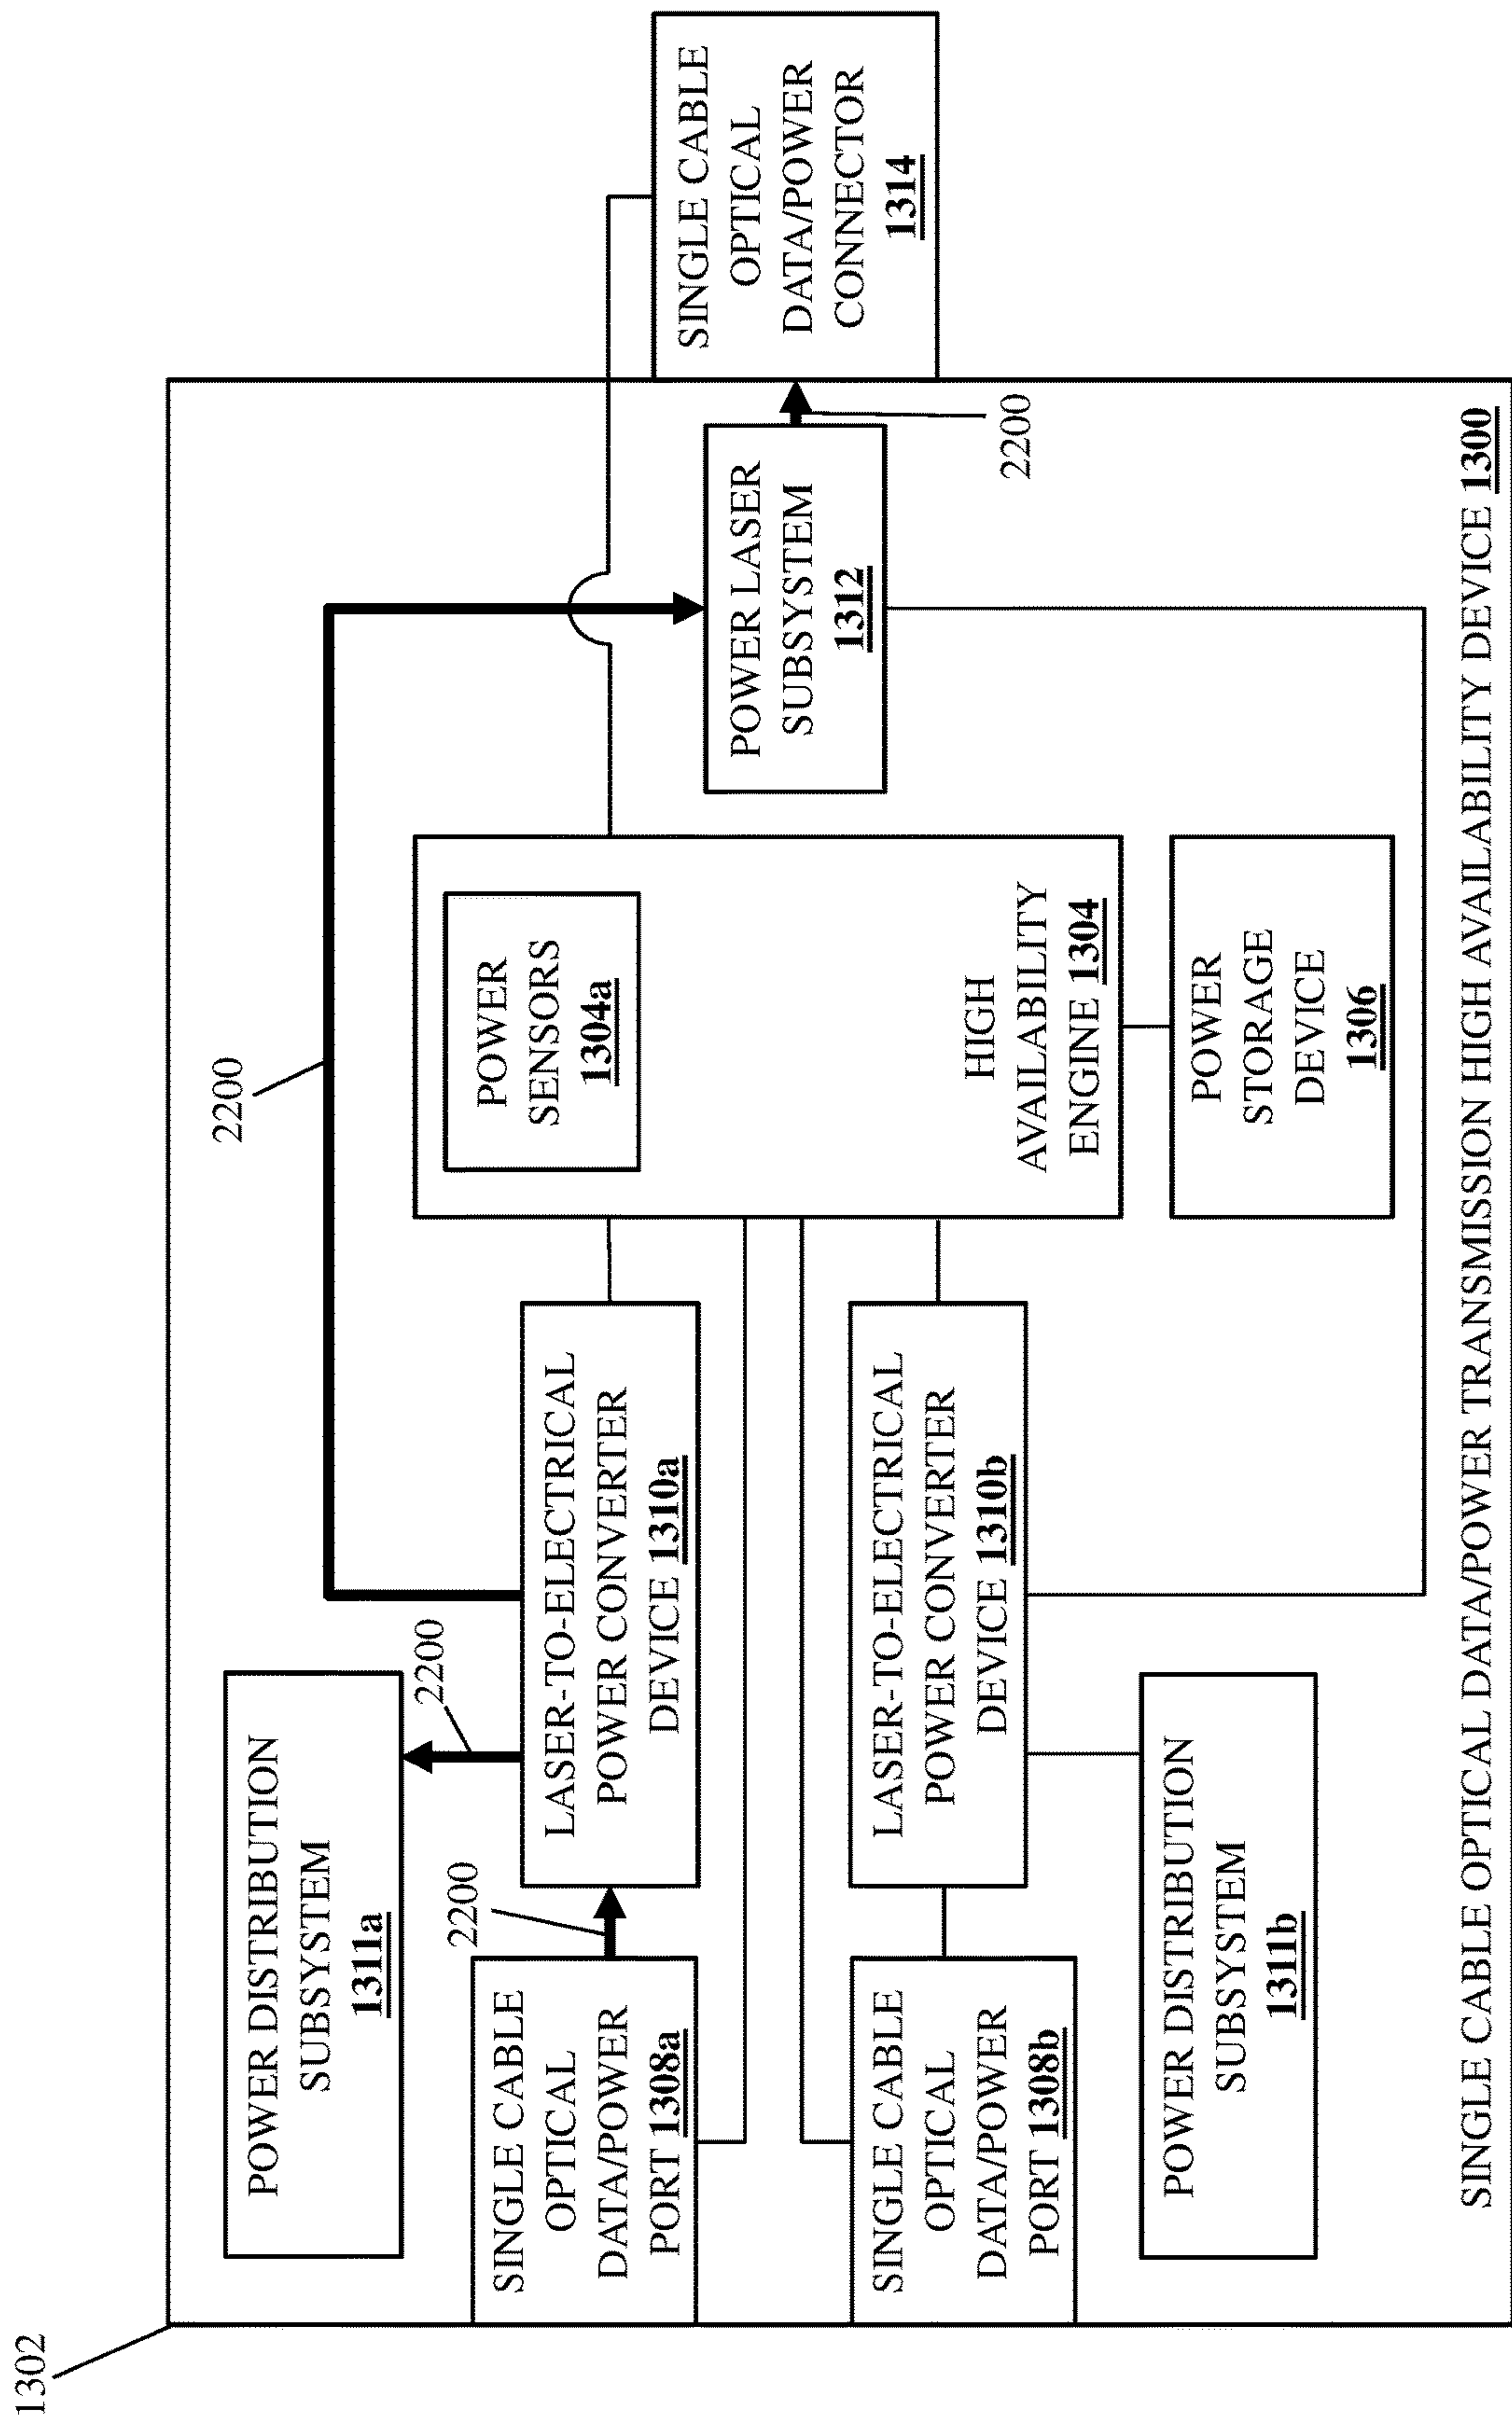 1302
POWER DISTRIBUTION
SUBSYSTEM
1311a
2200
2200
SINGLE CABLE
OPTICAL
DATA/POWER
PORT 1308a
2200
LASER-TO-ELECTRICAL
POWER CONVERTER
DEVICE 1310a
POWER
SENSORS
1304a
HIGH
AVAILABILITY
ENGINE 1304
POWER LASER
SUBSYSTEM
1312
2200
SINGLE CABLE
OPTICAL
DATA/POWER
CONNECTOR
1314
SINGLE CABLE
OPTICAL
DATA/POWER
PORT 1308b
LASER-TO-ELECTRICAL
POWER CONVERTER
DEVICE 1310b
POWER
STORAGE
DEVICE
1306
POWER DISTRIBUTION
SUBSYSTEM
1311b
SINGLE CABLE OPTICAL DATA/POWER TRANSMISSION HIGH AVAILABILITY DEVICE 1300